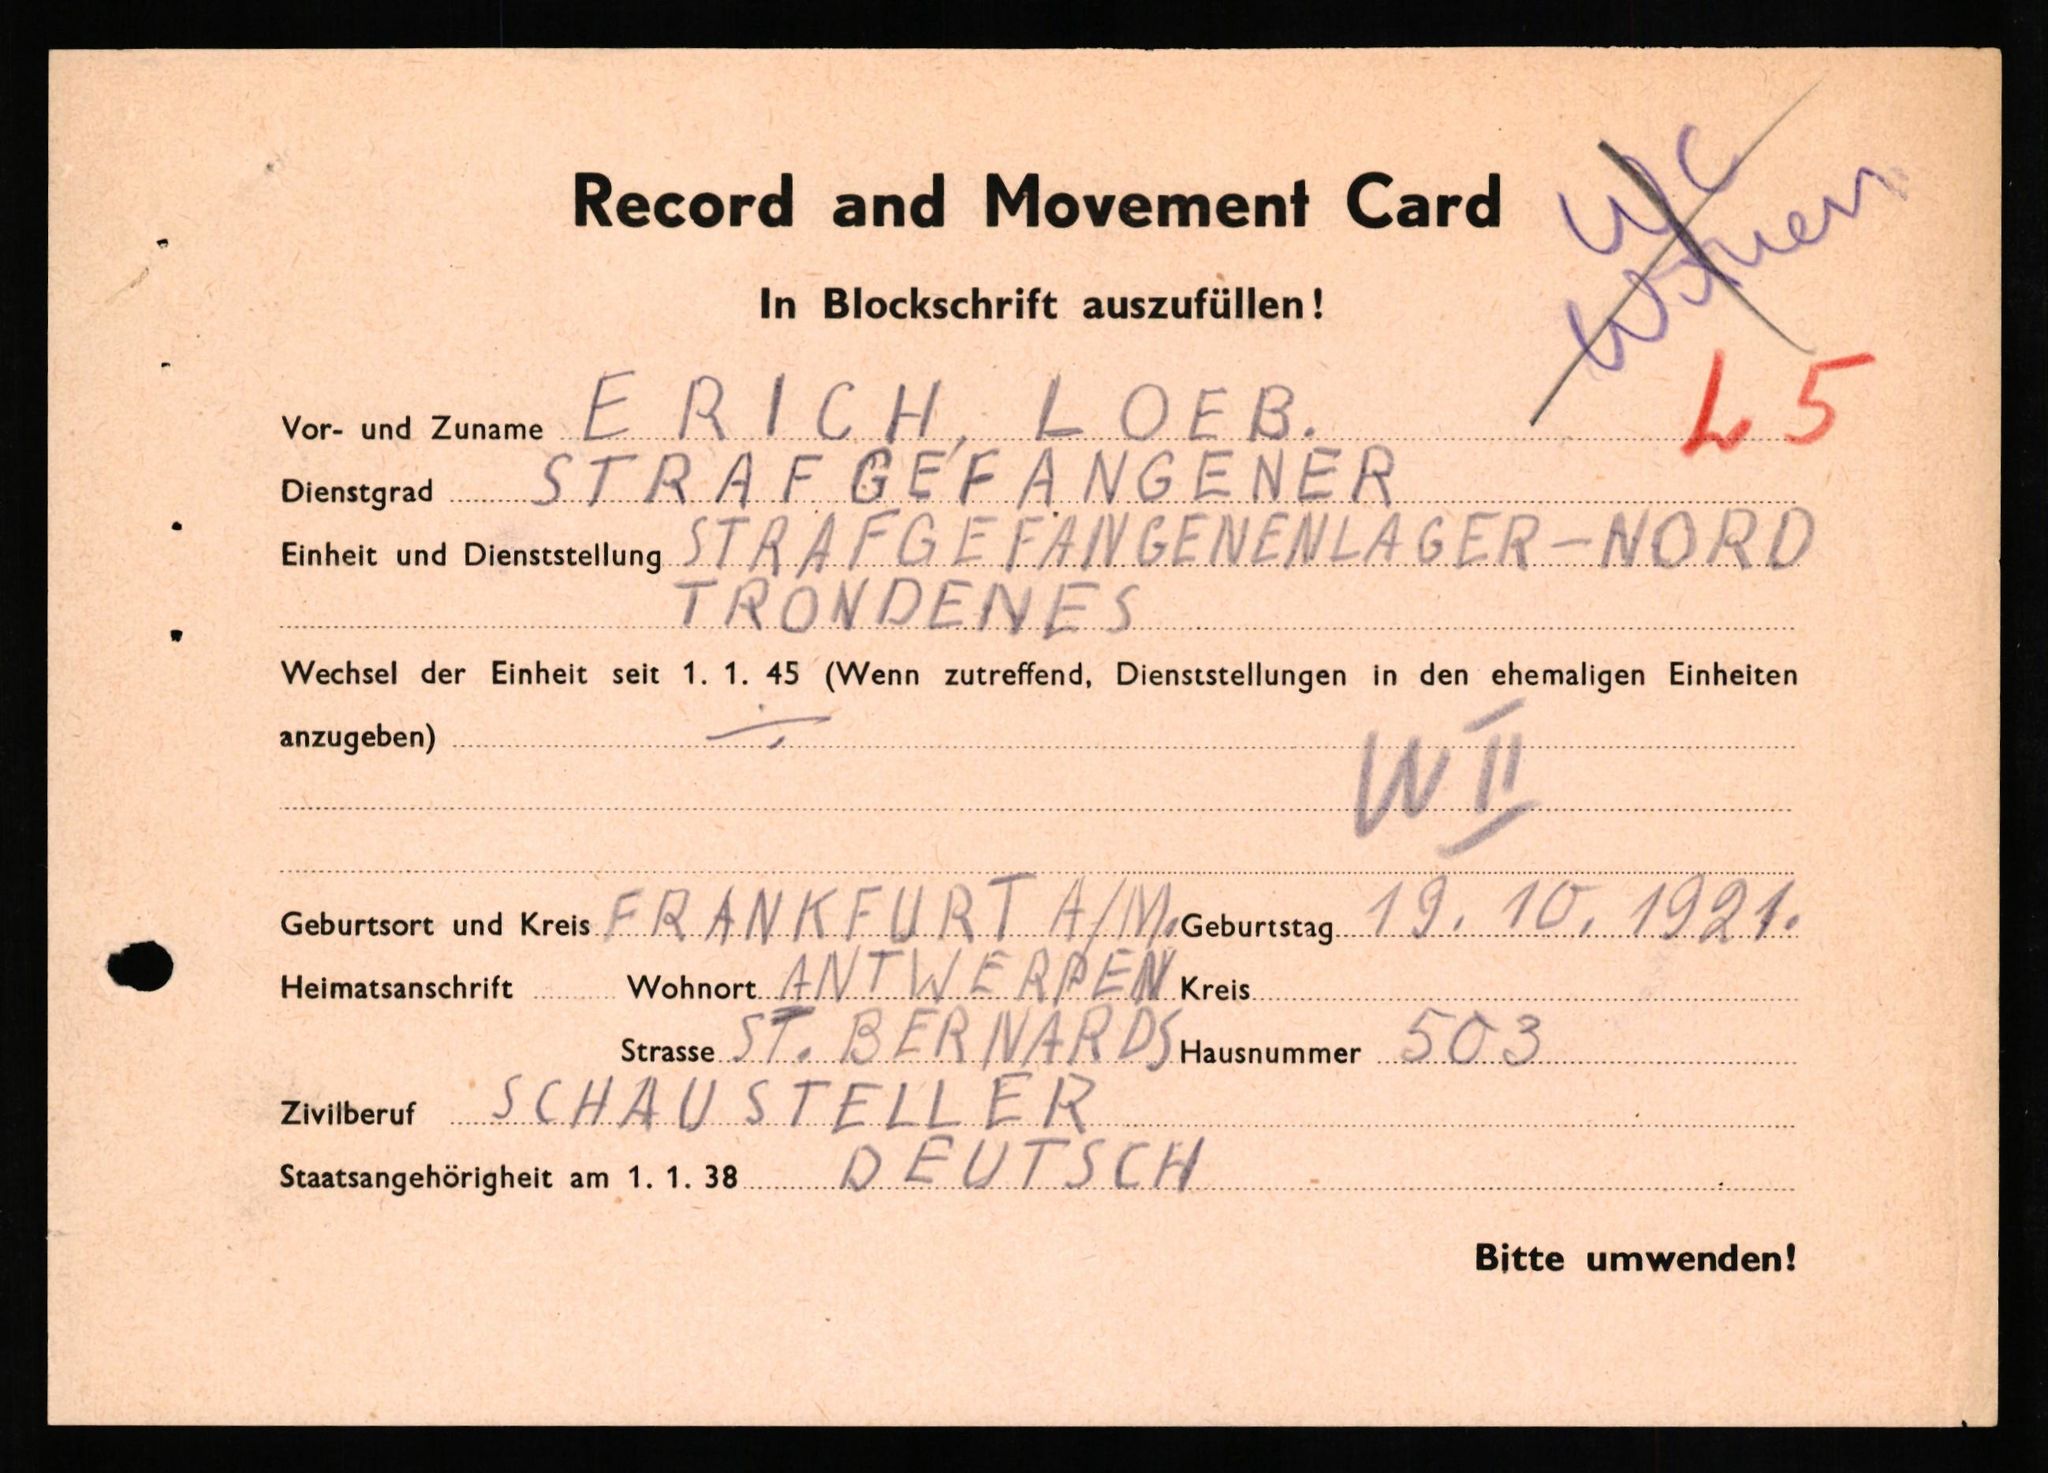 Record and Movement Card
In Blockschrift auszufüllen!
L 5
Vor- und Zuname ERICH, LOEB.
Dienstgrad STRAFGEFANGENER
Einheit und Dienststellung STRAFGEFANGENENLAGER-NORD
TRONDENES
Wechsel der Einheit seit 1. 1. 45 (Wenn zutreffend, Dienststellungen in den ehemaligen Einheiten
anzugeben)
W II
Geburtsort und Kreis FRANKFURT A/M. Geburtstag 19. 10. 1921.
Heimatsanschrift Wohnort ANTWERPEN Kreis
Strasse ST. BERNARDS Hausnummer 503
Zivilberuf SCHAUSTELLER
Staatsangehörigheit am 1. 1. 38 DEUTSCH
Bitte umwenden!